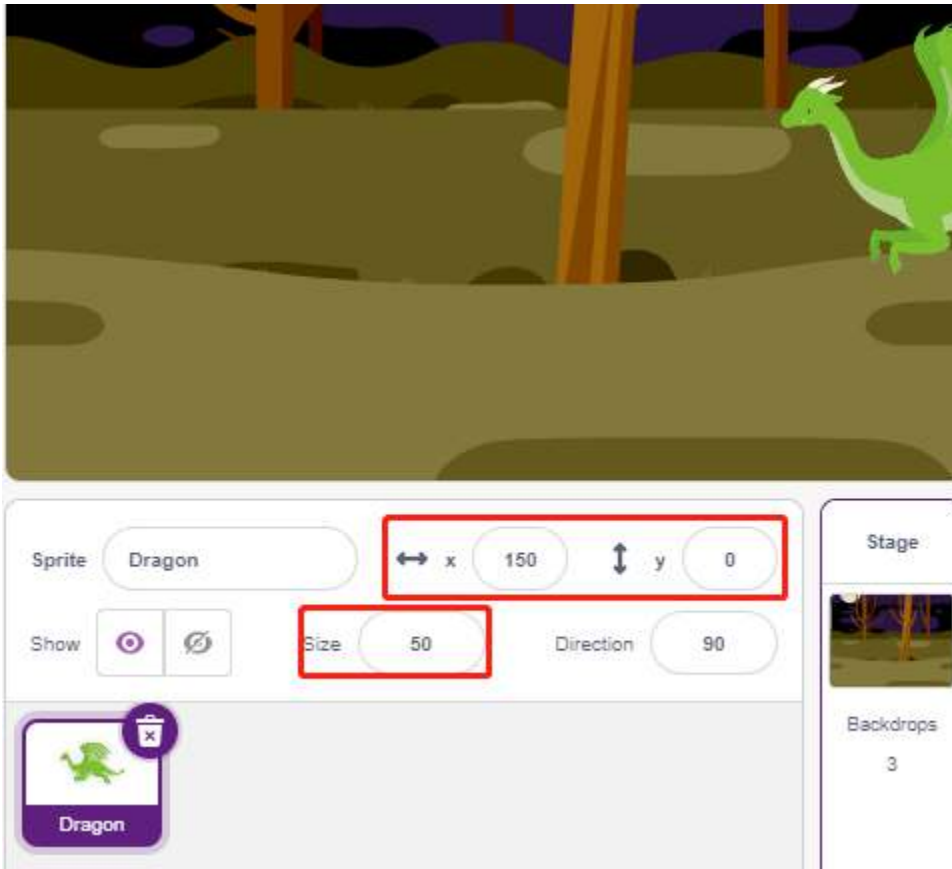 Sprite Dragon x 150 y 0
Show Size 50 Direction 90
Dragon
Stage
Backdrops
3